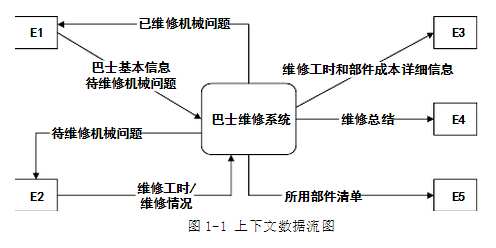 已维修机械问题
E1
E3
巴士基本信息
待维修机械问题
维修工时和部件成本详细信息
巴士维修系统
维修总结
E4
待维修机械问题
E2
维修工时/
维修情况
所用部件清单
E5
图1-1 上下文数据流图